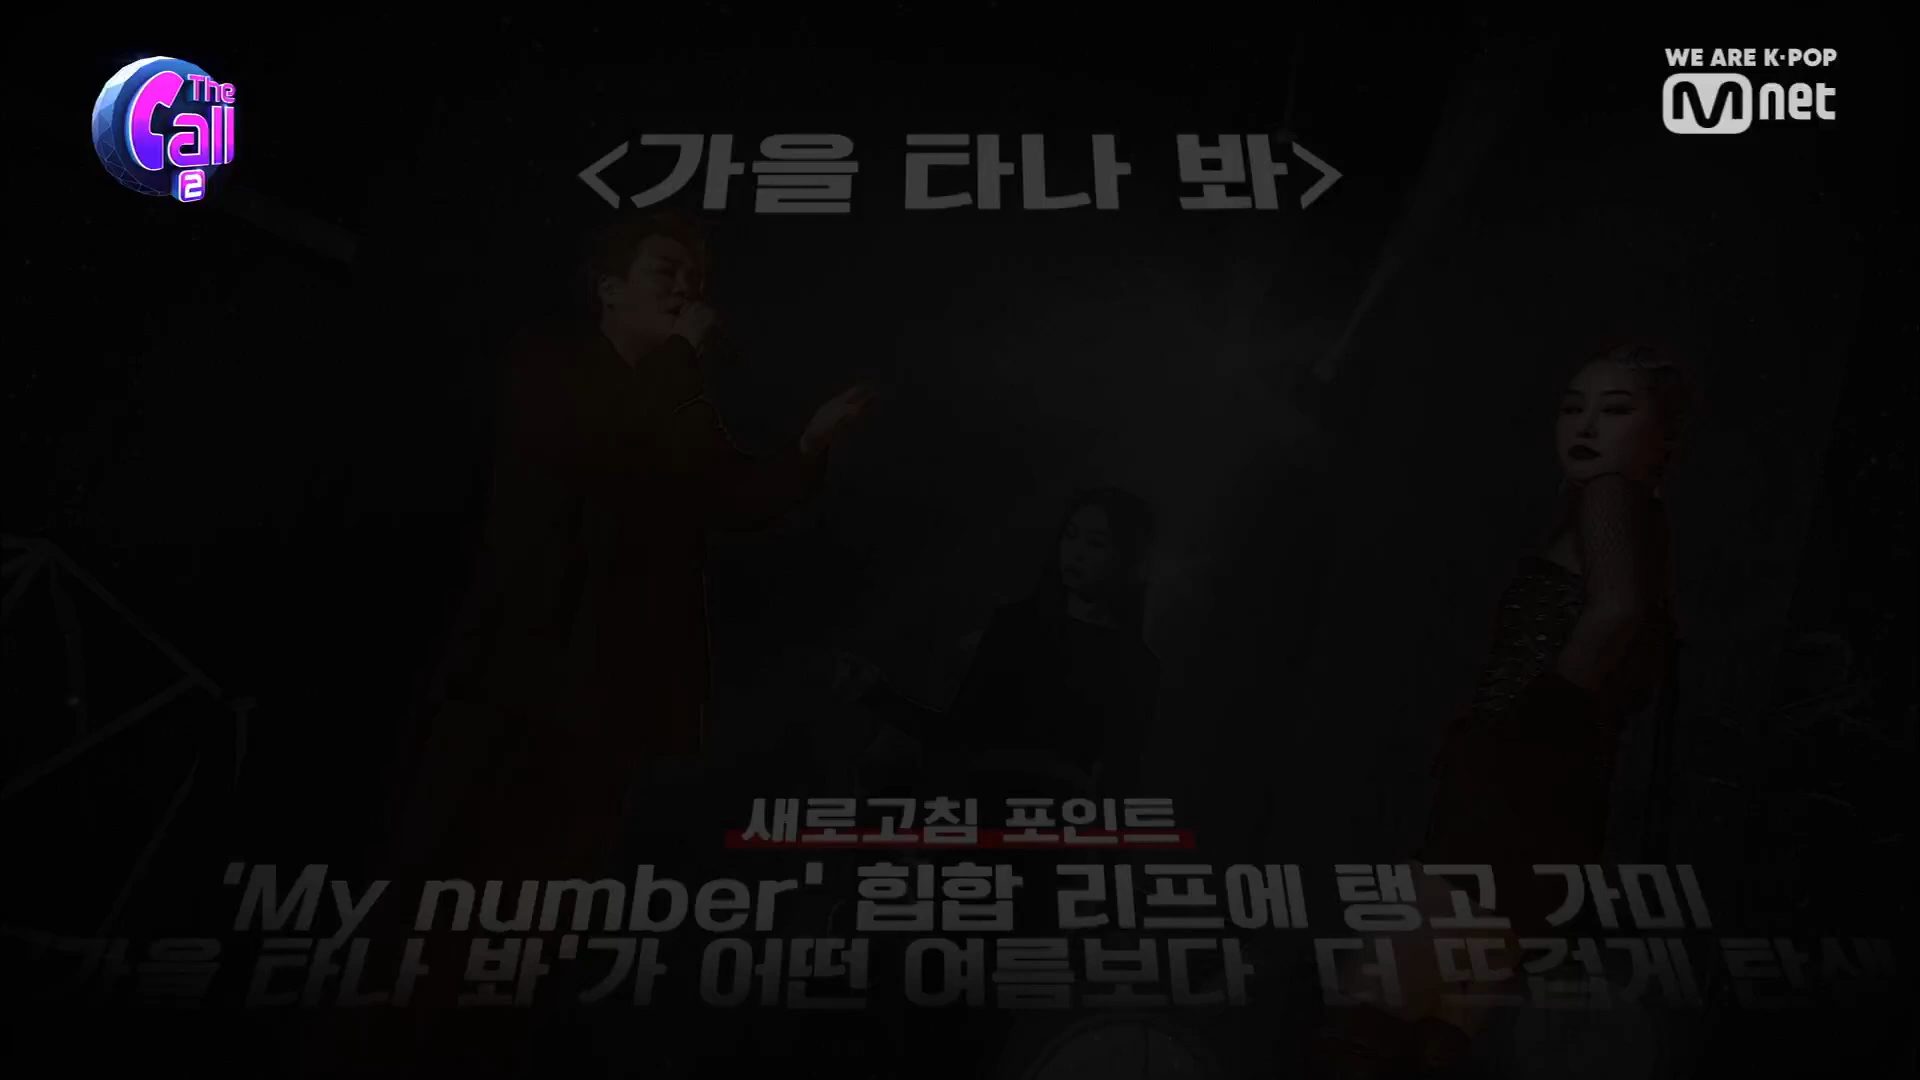 The Call 2
WE ARE K·POP
Mnet
<가을 타나 봐>
새로고침 포인트
'My number' 힙합 리프에 탱고 가미
'가을 타나 봐'가 어떤 여름보다 더 뜨겁게 탄생